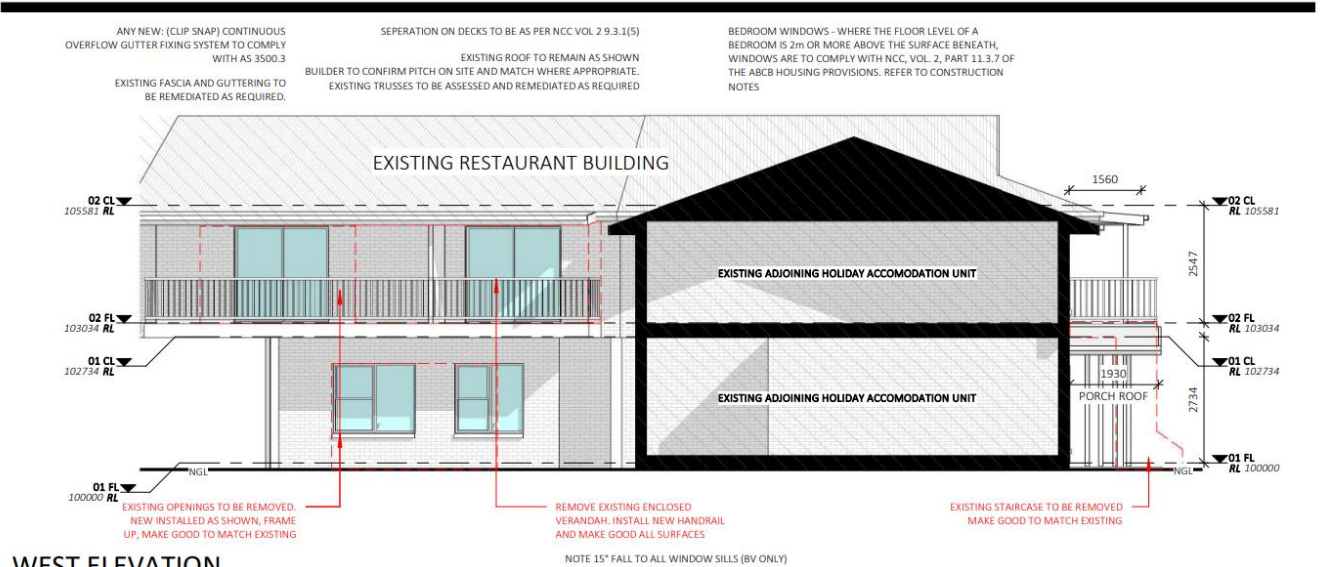 ANY NEW: (CLIP SNAP) CONTINUOUS
OVERFLOW GUTTER FIXING SYSTEM TO COMPLY
WITH AS 3500.3
EXISTING FASCIA AND GUTTERING TO
BE REMEDIATED AS REQUIRED.
SEPERATION ON DECKS TO BE AS PER NCC VOL 2 9.3.1(5)
EXISTING ROOF TO REMAIN AS SHOWN
BUILDER TO CONFIRM PITCH ON SITE AND MATCH WHERE APPROPRIATE.
EXISTING TRUSSES TO BE ASSESSED AND REMEDIATED AS REQUIRED
BEDROOM WINDOWS - WHERE THE FLOOR LEVEL OF A
BEDROOM IS 2m OR MORE ABOVE THE SURFACE BENEATH,
WINDOWS ARE TO COMPLY WITH NCC, VOL. 2, PART 11.3.7 OF
THE ABCB HOUSING PROVISIONS. REFER TO CONSTRUCTION
NOTES
EXISTING RESTAURANT BUILDING
1560
02 CL
105581 RL
02 CL
RL 105581
2547
EXISTING ADJOINING HOLIDAY ACCOMODATION UNIT
02 FL
103034 RL
02 FL
RL 103034
01 CL
102734 RL
01 CL
RL 102734
1930
PORCH ROOF
2734
EXISTING ADJOINING HOLIDAY ACCOMODATION UNIT
NGL
NGL
01 FL
100000 RL
01 FL
RL 100000
EXISTING OPENINGS TO BE REMOVED.
NEW INSTALLED AS SHOWN, FRAME
UP, MAKE GOOD TO MATCH EXISTING
REMOVE EXISTING ENCLOSED
VERANDAH. INSTALL NEW HANDRAIL
AND MAKE GOOD ALL SURFACES
EXISTING STAIRCASE TO BE REMOVED
MAKE GOOD TO MATCH EXISTING
NOTE 15° FALL TO ALL WINDOW SILLS (BV ONLY)
WEST ELEVATION